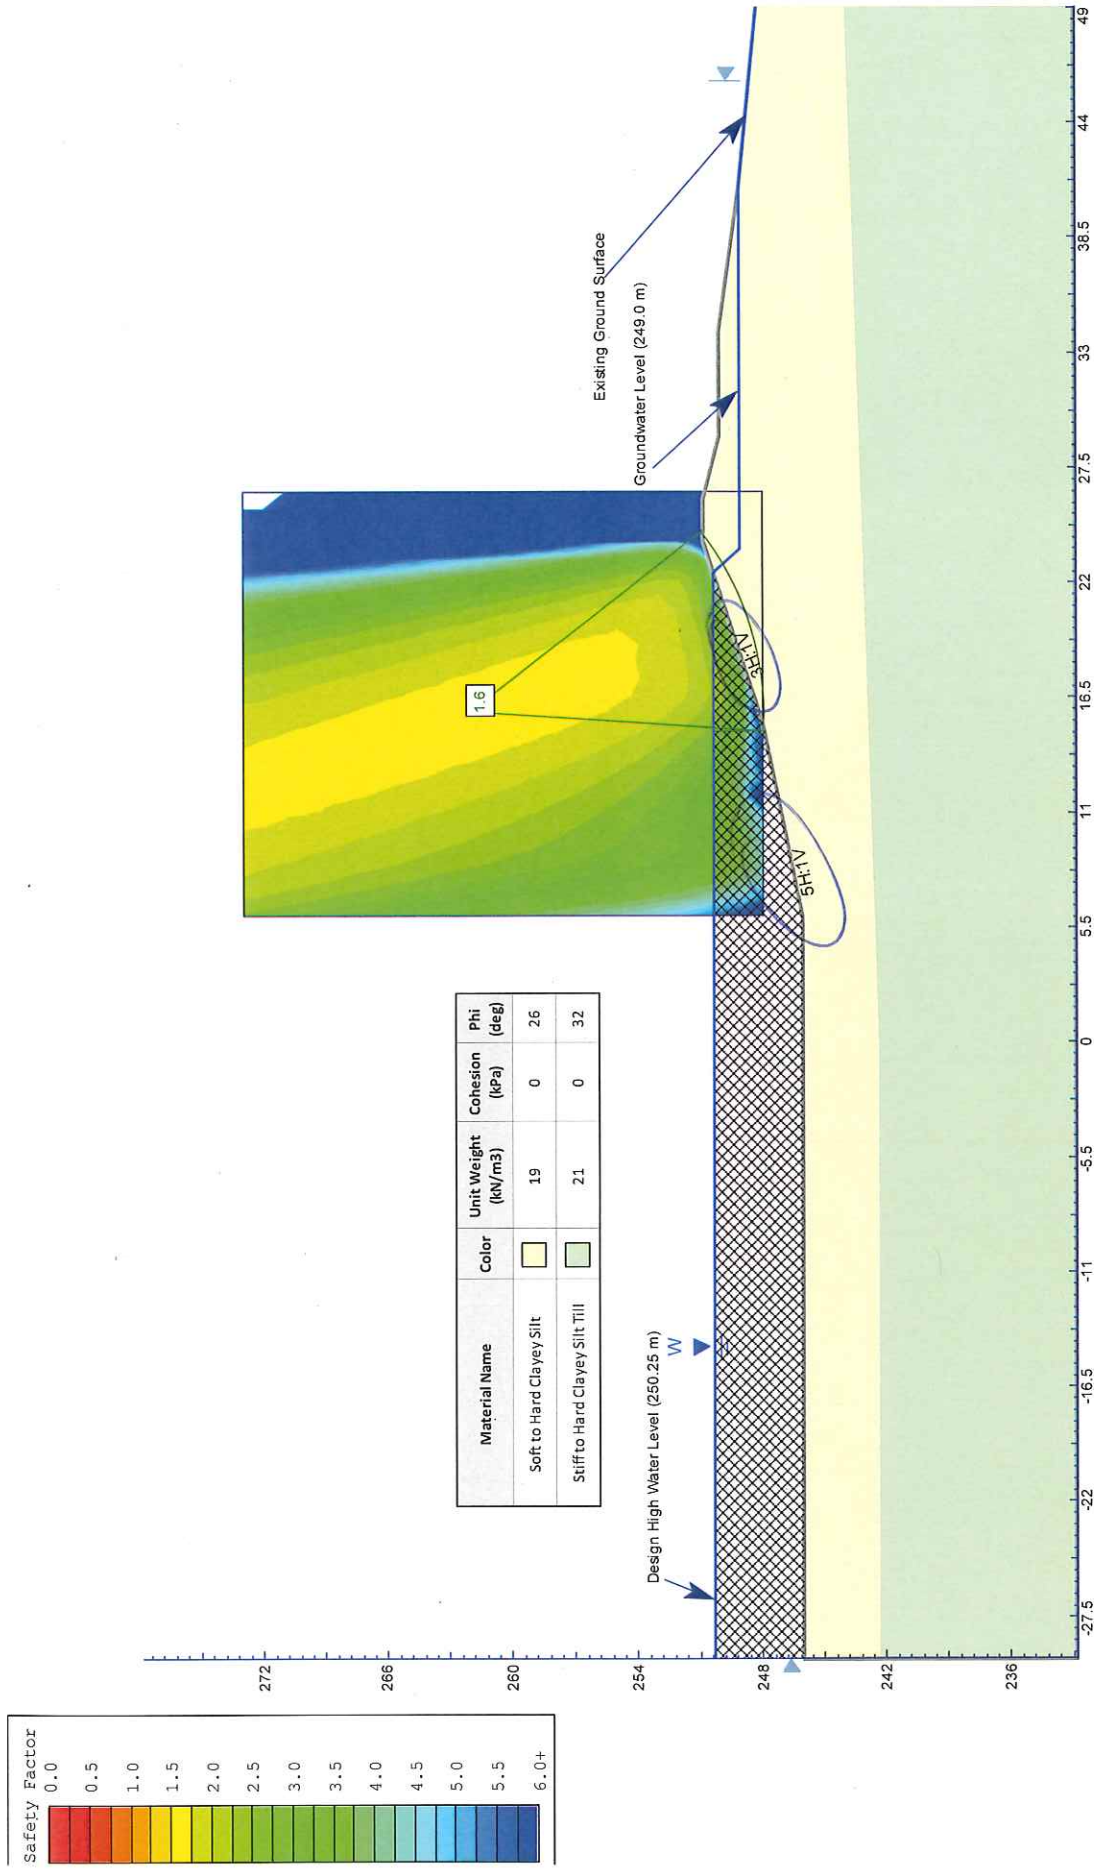 Safety Factor
0.0
0.5
1.0
1.5
2.0
2.5
3.0
3.5
4.0
4.5
5.0
5.5
6.0+
272
266
260
254
248
242
236
Material Name Color Unit Weight (kN/m3) Cohesion (kPa) Phi (deg)
Soft to Hard Clayey Silt 19 0 26
Stiff to Hard Clayey Silt Till 21 0 32
Design High Water Level (250.25 m)
W
1.6
5H:1V
3H:1V
Groundwater Level (249.0 m)
Existing Ground Surface
-27.5 -22 -16.5 -11 -5.5 0 5.5 11 16.5 22 27.5 33 38.5 44 49